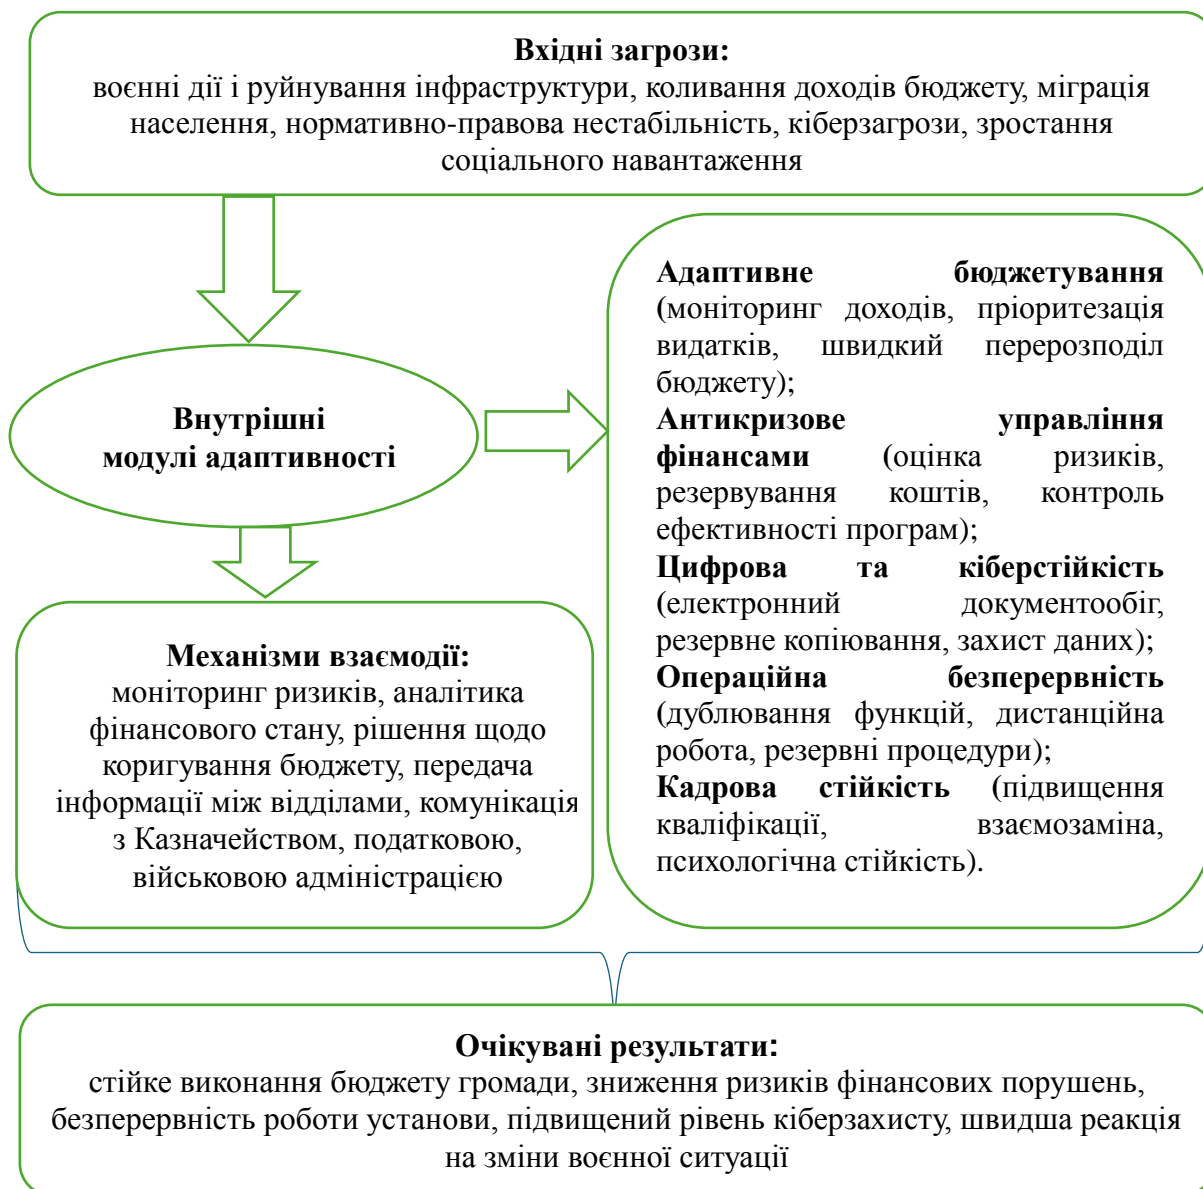 Вхідні загрози:
воєнні дії і руйнування інфраструктури, коливання доходів бюджету, міграція
населення, нормативно-правова нестабільність, кіберзагрози, зростання
соціального навантаження
Внутрішні
модулі адаптивності
Адаптивне бюджетування
(моніторинг доходів, пріоритезація
видатків, швидкий перерозподіл
бюджету);
Антикризове управління
фінансами (оцінка ризиків,
резервування коштів, контроль
ефективності програм);
Цифрова та кіберстійкість
(електронний документообіг,
резервне копіювання, захист даних);
Операційна безперервність
(дублювання функцій, дистанційна
робота, резервні процедури);
Кадрова стійкість (підвищення
кваліфікації, взаємозаміна,
психологічна стійкість).
Механізми взаємодії:
моніторинг ризиків, аналітика
фінансового стану, рішення щодо
коригування бюджету, передача
інформації між відділами, комунікація
з Казначейством, податковою,
військовою адміністрацією
Очікувані результати:
стійке виконання бюджету громади, зниження ризиків фінансових порушень,
безперервність роботи установи, підвищений рівень кіберзахисту, швидша реакція
на зміни воєнної ситуації